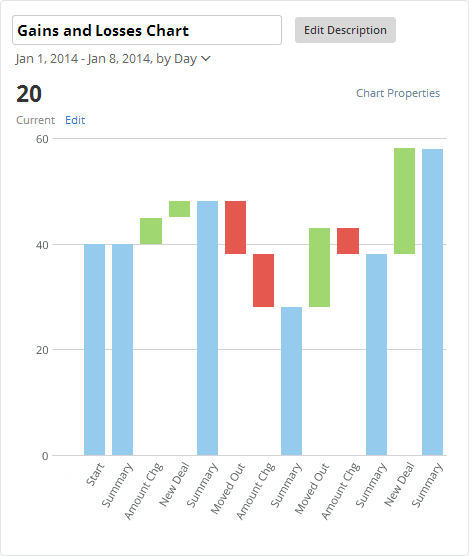 Gains and Losses Chart
Edit Description
Jan 1, 2014 - Jan 8, 2014, by Day
20
Chart Properties
Current Edit
60
40
20
0
Start
Summary
Amount Chg
New Deal
Summary
Moved Out
Amount Chg
Summary
Moved Out
Amount Chg
Summary
New Deal
Summary